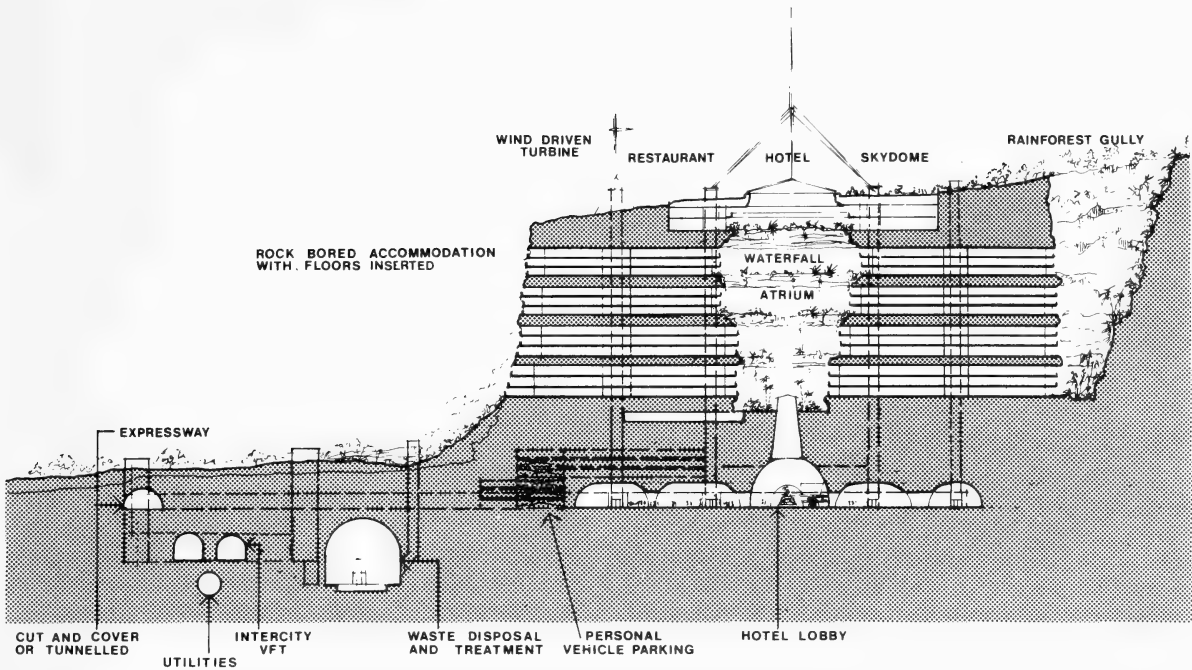 WIND DRIVEN
TURBINE
RESTAURANT
HOTEL
SKYDOME
RAINFOREST GULLY
ROCK BORED ACCOMMODATION
WITH. FLOORS INSERTED
WATERFALL
ATRIUM
EXPRESSWAY
CUT AND COVER
OR TUNNELLED
UTILITIES
INTERCITY
VFT
WASTE DISPOSAL
AND TREATMENT
PERSONAL
VEHICLE PARKING
HOTEL LOBBY